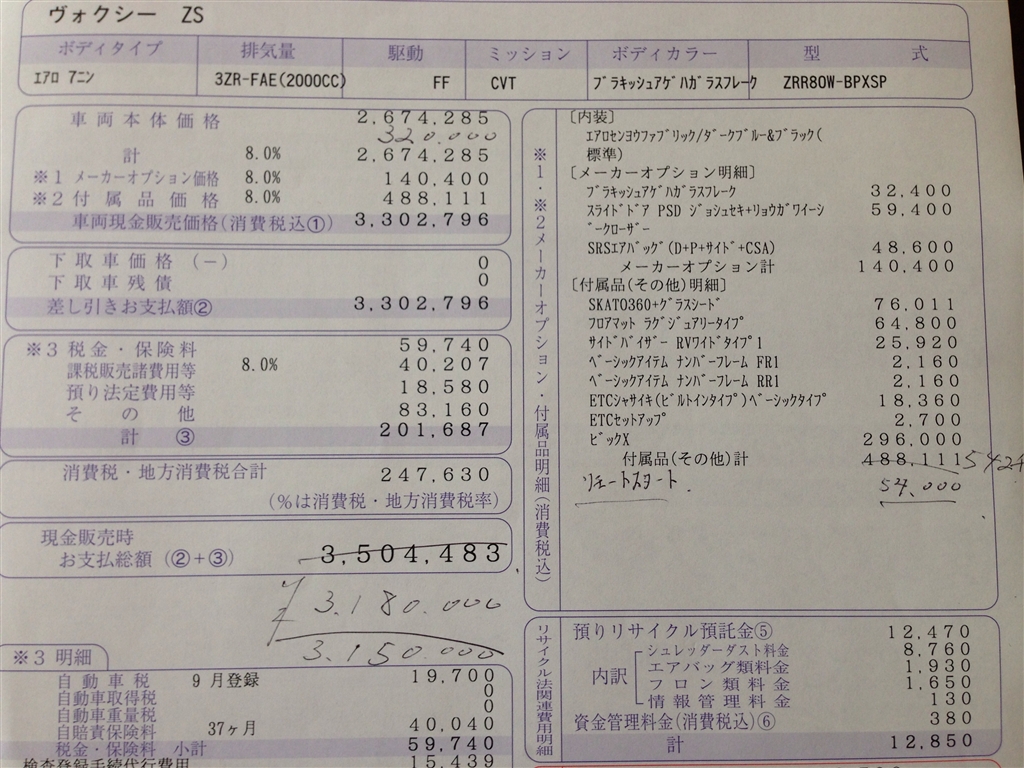 ヴォクシー ZS
ボディタイプ 排気量 駆動 ミッション ボディカラー 型 式
ｴｱﾛ 7ﾆﾝ 3ZR-FAE(2000CC) FF CVT ﾌﾞﾗｷｯｼｭｱｹﾞﾊｶﾞﾗｽﾌﾚｰｸ ZRR80W-BPXSP
車両本体価格 2,674,285
320.000
計 8.0% 2,674,285
※1 メーカーオプション価格 8.0% 140,400
※2付属品価格 8.0% 488,111
車両現金販売価格(消費税込①) 3,302,796
下取車価格 (－) 0
下取車残債 0
差し引きお支払額② 3,302,796
※3税金・保険料 59,740
課税販売諸費用等 8.0% 40,207
預り法定費用等 18,580
そ の 他 83,160
計 ③ 201,687
消費税・地方消費税合計 247,630
(%は消費税・地方消費税率)
現金販売時
お支払総額 (②+③) 3,504,483
¥3.180.000
3.150.000
※3 明細
自動車税 9月登録 19,700
自動車取得税 0
自動車重量税 0
自賠責保険料 37ヶ月 40,040
税金・保険料 小計 59,740
検査登録手続代行費用 15,439
※1・※2メーカーオプション・付属品明細(消費税込)
[内装]
ｴｱﾛｾﾝﾖｳﾌｧﾌﾞﾘｯｸ/ﾀﾞｰｸﾌﾞﾙｰ&ﾌﾞﾗｯｸ(
標準)
[メーカーオプション明細]
ﾌﾞﾗｷｯｼｭｱｹﾞﾊｶﾞﾗｽﾌﾚｰｸ 32,400
ｽﾗｲﾄﾞﾄﾞｱ PSD ｼﾞｮｼｭｾｷ+ﾘｮｳｶﾞﾜｲｰｼﾞ 59,400
ｰｸﾛｰｻﾞｰ
SRSｴｱﾊﾞｯｸﾞ(D+P+ｻｲﾄﾞ+CSA) 48,600
メーカーオプション計 140,400
[付属品(その他)明細]
SKATO360+ｸﾞﾗｽｼｰﾄﾞ 76,011
ﾌﾛｱﾏｯﾄ ﾗｸﾞｼﾞｭｱﾘｰﾀｲﾌﾟ 64,800
ｻｲﾄﾞﾊﾞｲｻﾞｰ RVﾜｲﾄﾞﾀｲﾌﾟ1 25,920
ﾍﾞｰｼｯｸｱｲﾃﾑ ﾅﾝﾊﾞｰﾌﾚｰﾑ FR1 2,160
ﾍﾞｰｼｯｸｱｲﾃﾑ ﾅﾝﾊﾞｰﾌﾚｰﾑ RR1 2,160
ETCｼｬｻｲｷ(ﾋﾞﾙﾄｲﾝﾀｲﾌﾟ)ﾍﾞｰｼｯｸﾀｲﾌﾟ 18,360
ETCｾｯﾄｱｯﾌﾟ 2,700
ﾋﾞｯｸX 296,000
付属品(その他)計 488,111
リモートスタート. 54.000
リサイクル法関連費用明細
預りリサイクル預託金⑤ 12,470
内訳
シュレッダーダスト料金 8,760
エアバッグ類料金 1,930
フロン類料金 1,650
情報管理料金 130
資金管理料金(消費税込)⑥ 380
計 12,850